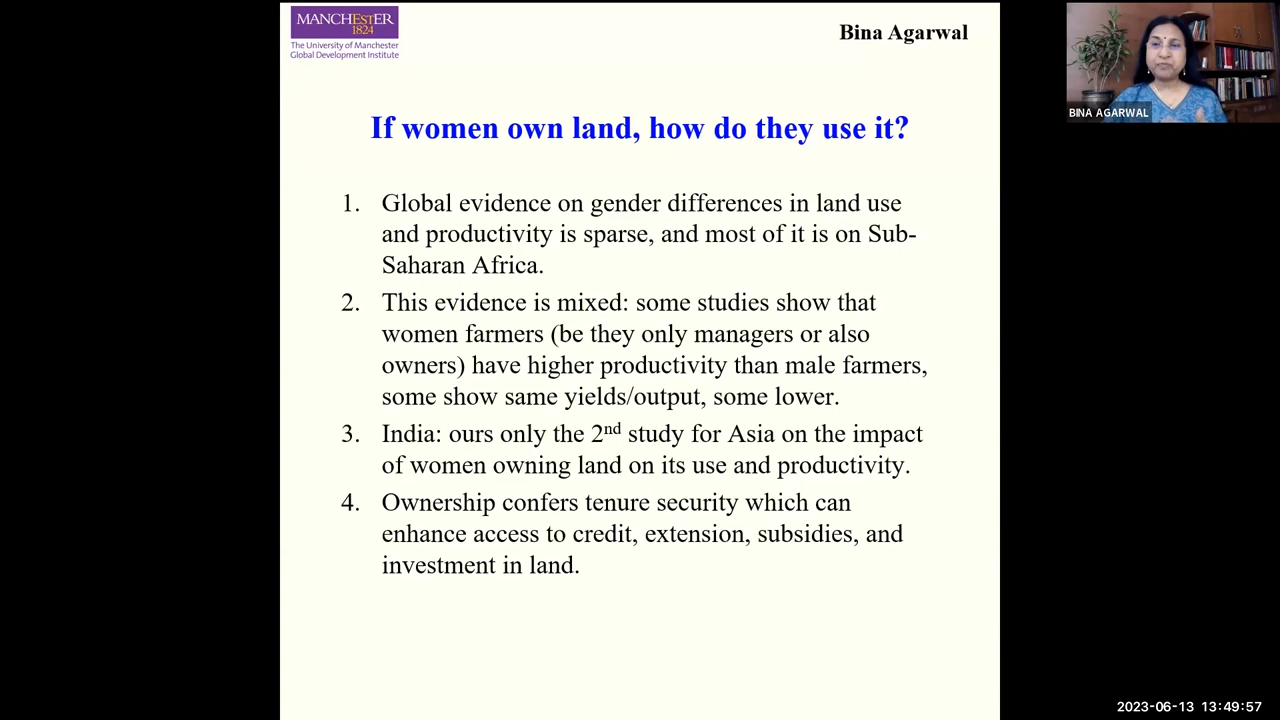 MANCHESTER
1824
The University of Manchester
Global Development Institute
Bina Agarwal
BINA AGARWAL
If women own land, how do they use it?
1. Global evidence on gender differences in land use
and productivity is sparse, and most of it is on Sub-
Saharan Africa.
2. This evidence is mixed: some studies show that
women farmers (be they only managers or also
owners) have higher productivity than male farmers,
some show same yields/output, some lower.
3. India: ours only the 2nd study for Asia on the impact
of women owning land on its use and productivity.
4. Ownership confers tenure security which can
enhance access to credit, extension, subsidies, and
investment in land.
2023-06-13 13:49:57